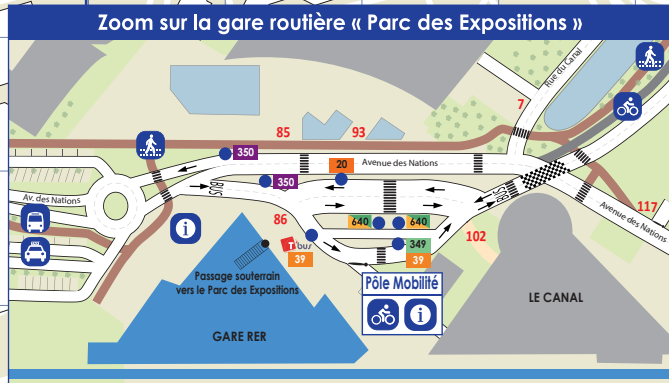 Zoom sur la gare routière « Parc des Expositions »
Rue du Canal
7
85
93
350
20
Avenue des Nations
350
BUS
BUS
Av. des Nations
117
Avenue des Nations
86
640
640
102
i
Tbus
349
39
39
Passage souterrain
vers le Parc des Expositions
Pôle Mobilité
i
LE CANAL
GARE RER